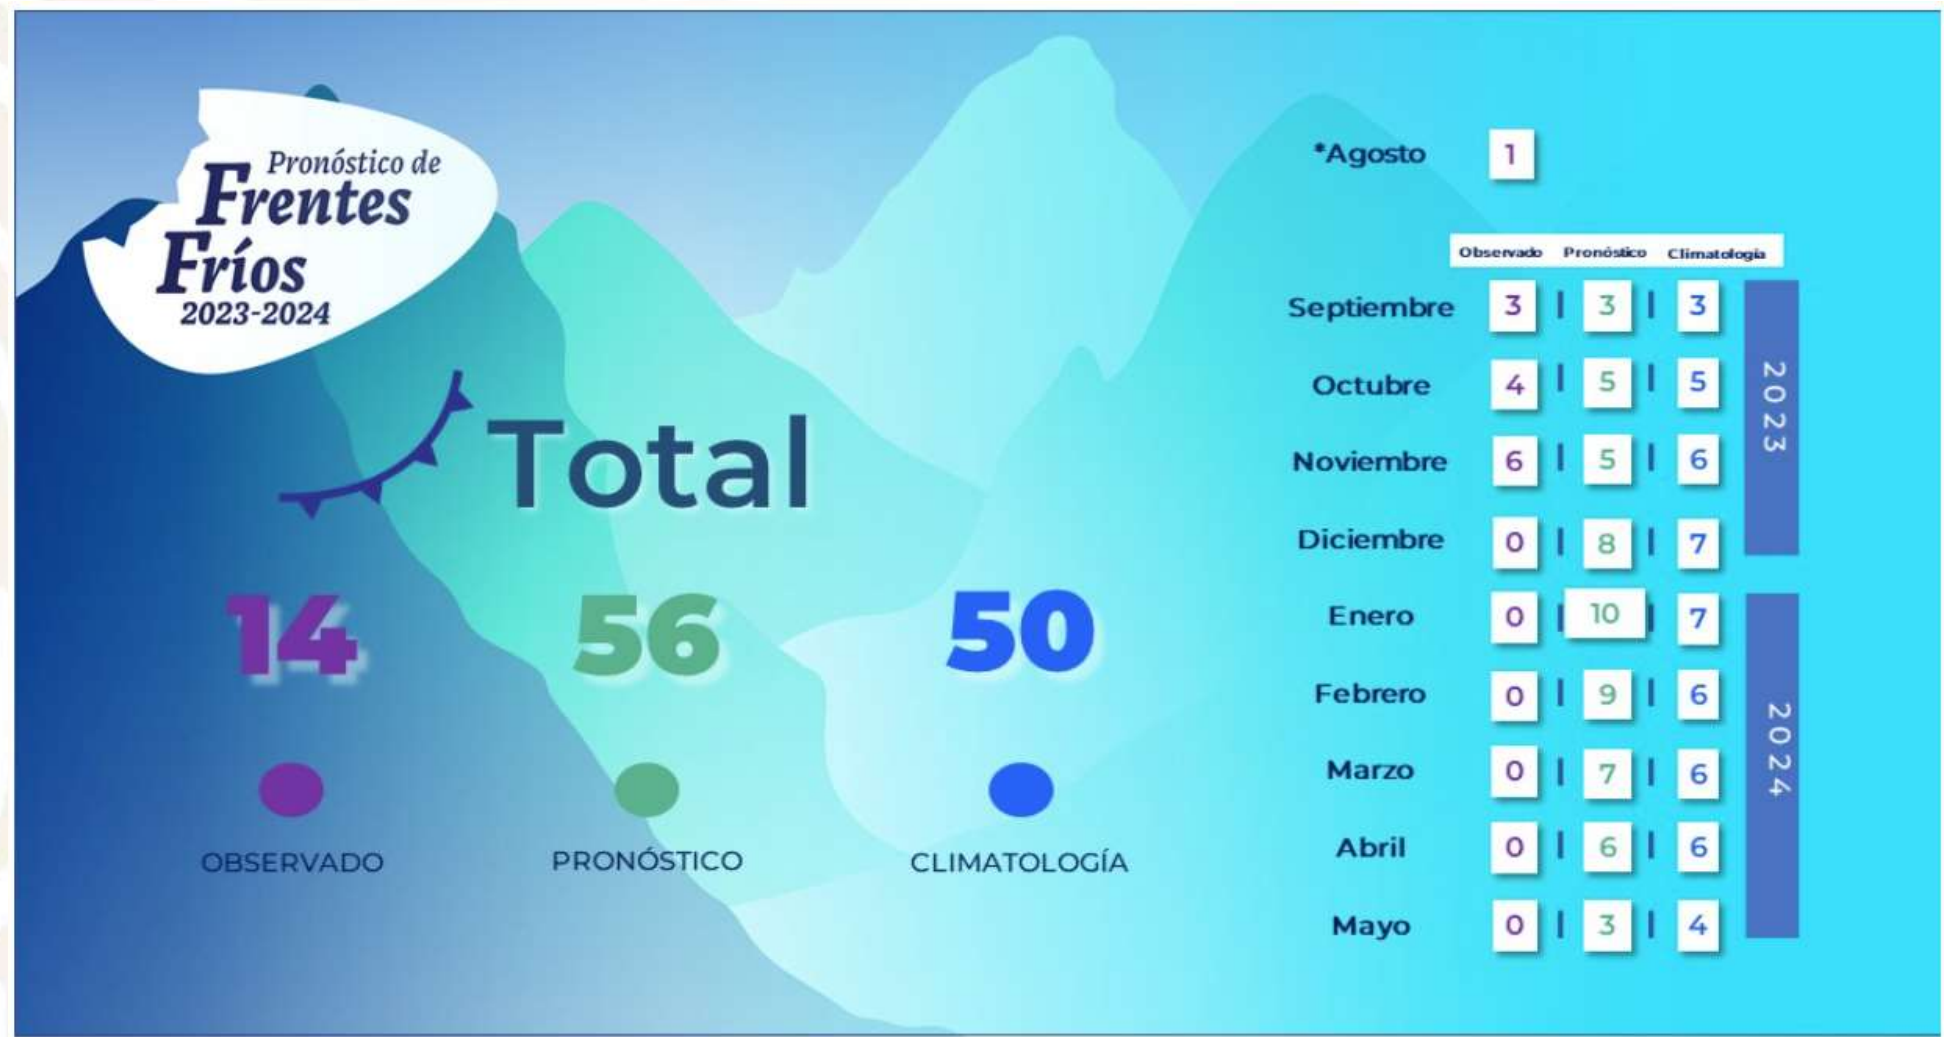 Pronóstico de
Frentes
Fríos
2023-2024
Total
14 56 50
OBSERVADO PRONÓSTICO CLIMATOLOGÍA
*Agosto 1
Observado Pronóstico Climatología
Septiembre 3 | 3 | 3
Octubre 4 | 5 | 5
Noviembre 6 | 5 | 6
Diciembre 0 | 8 | 7
2023
Enero 0 | 10 | 7
Febrero 0 | 9 | 6
Marzo 0 | 7 | 6
Abril 0 | 6 | 6
Mayo 0 | 3 | 4
2024